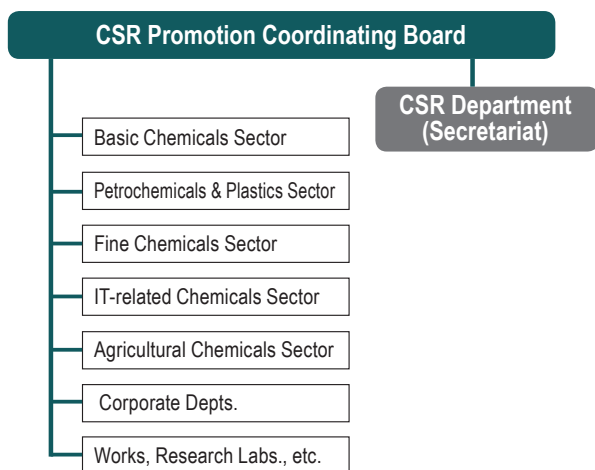 CSR Promotion Coordinating Board
CSR Department
(Secretariat)
Basic Chemicals Sector
Petrochemicals & Plastics Sector
Fine Chemicals Sector
IT-related Chemicals Sector
Agricultural Chemicals Sector
Corporate Depts.
Works, Research Labs., etc.